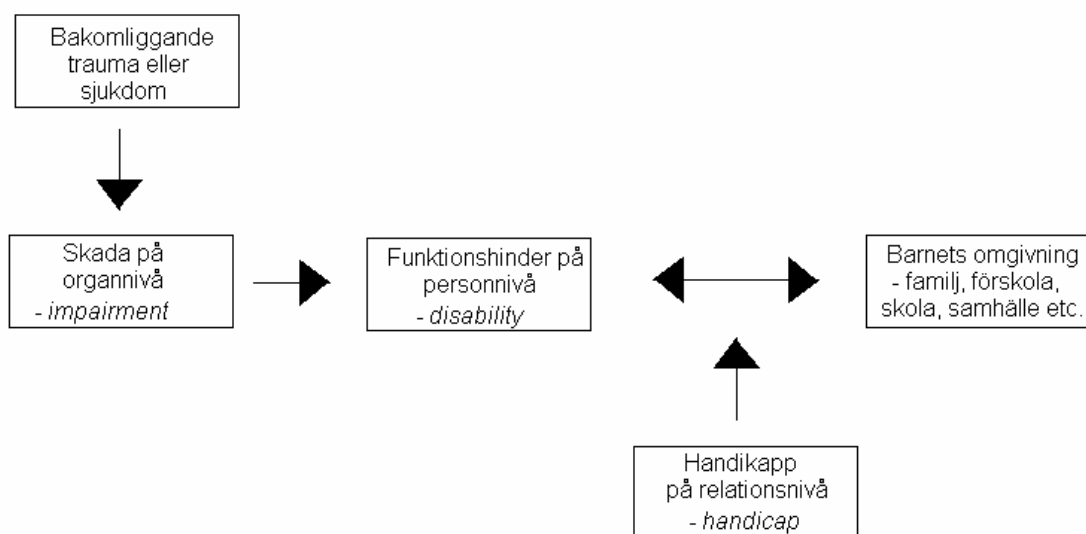 Bakomliggande
trauma eller
sjukdom
Skada på
organnivå
- impairment
Funktionshinder på
personnivå
- disability
Barnets omgivning
- familj, förskola,
skola, samhälle etc.
Handikapp
på relationsnivå
- handicap